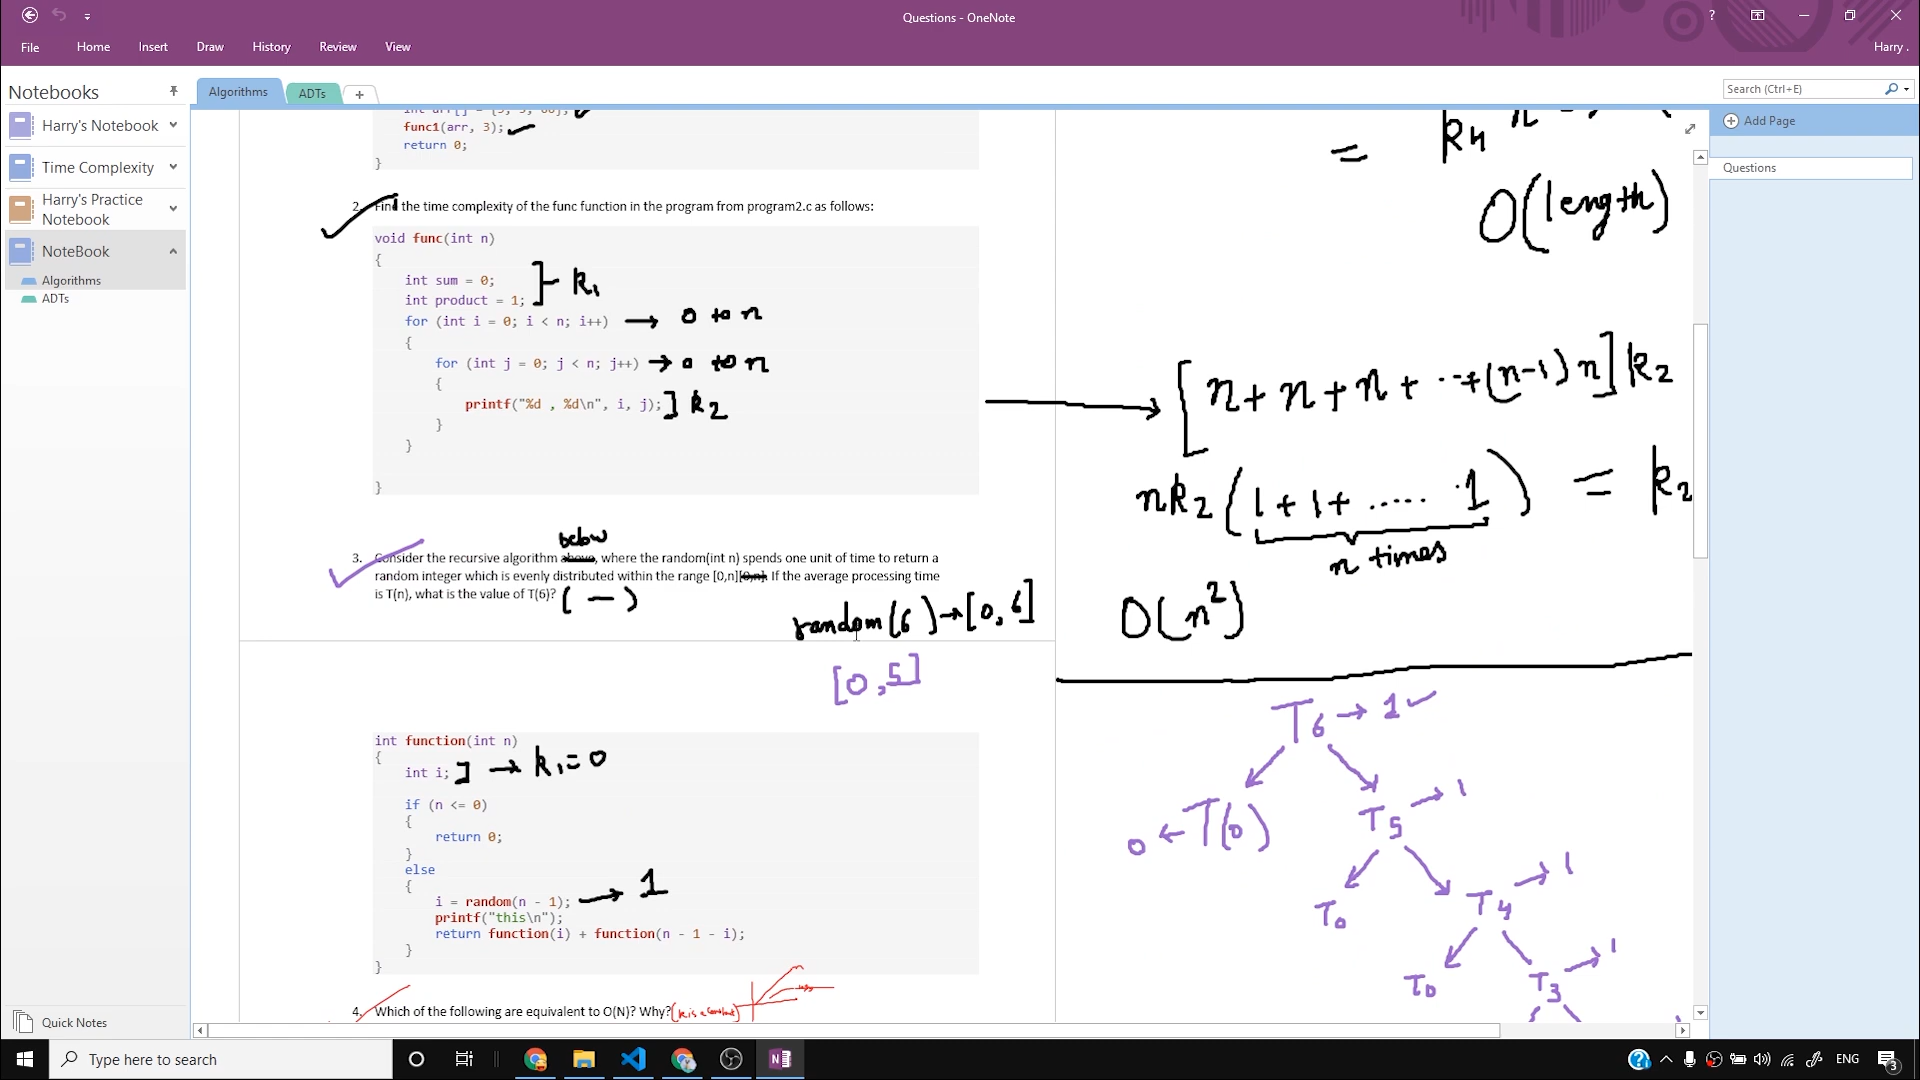 Questions - OneNote
?
File Home Insert Draw History Review View
Harry .
Notebooks
Algorithms ADTs +
Search (Ctrl+E)
Harry's Notebook
Time Complexity
Harry's Practice
Notebook
NoteBook
Algorithms
ADTs
Quick Notes
Add Page
Questions
func1(arr, 3);
return 0;
}
2. Find the time complexity of the func function in the program from program2.c as follows:
void func(int n)
{
int sum = 0;
int product = 1; ] k1
for (int i = 0; i < n; i++) → 0 to n
{
for (int j = 0; j < n; j++) → 0 to n
{
printf("%d , %d\n", i, j); ] k2
}
}
}
below
3. Consider the recursive algorithm above, where the random(int n) spends one unit of time to return a
random integer which is evenly distributed within the range [0,n][0,n]. If the average processing time
is T(n), what is the value of T(6)? ( — )
random(6) → [0, 6]
[0, 5]
int function(int n)
{
int i; ] → k1 = 0
if (n <= 0)
{
return 0;
}
else
{
i = random(n - 1); → 1
printf("this\n");
return function(i) + function(n - 1 - i);
}
}
4. Which of the following are equivalent to O(N)? Why? (k is a constant)
= k4
O(length)
[n + n + n + ··+ (n-1) n] k2
nk2 (1 + 1 + ..... 1) = k2
n times
O(n²)
T6 → 1
0 ← T(0) T5 → 1
T0 T4 → 1
T0 T3 → 1
Type here to search
ENG
3